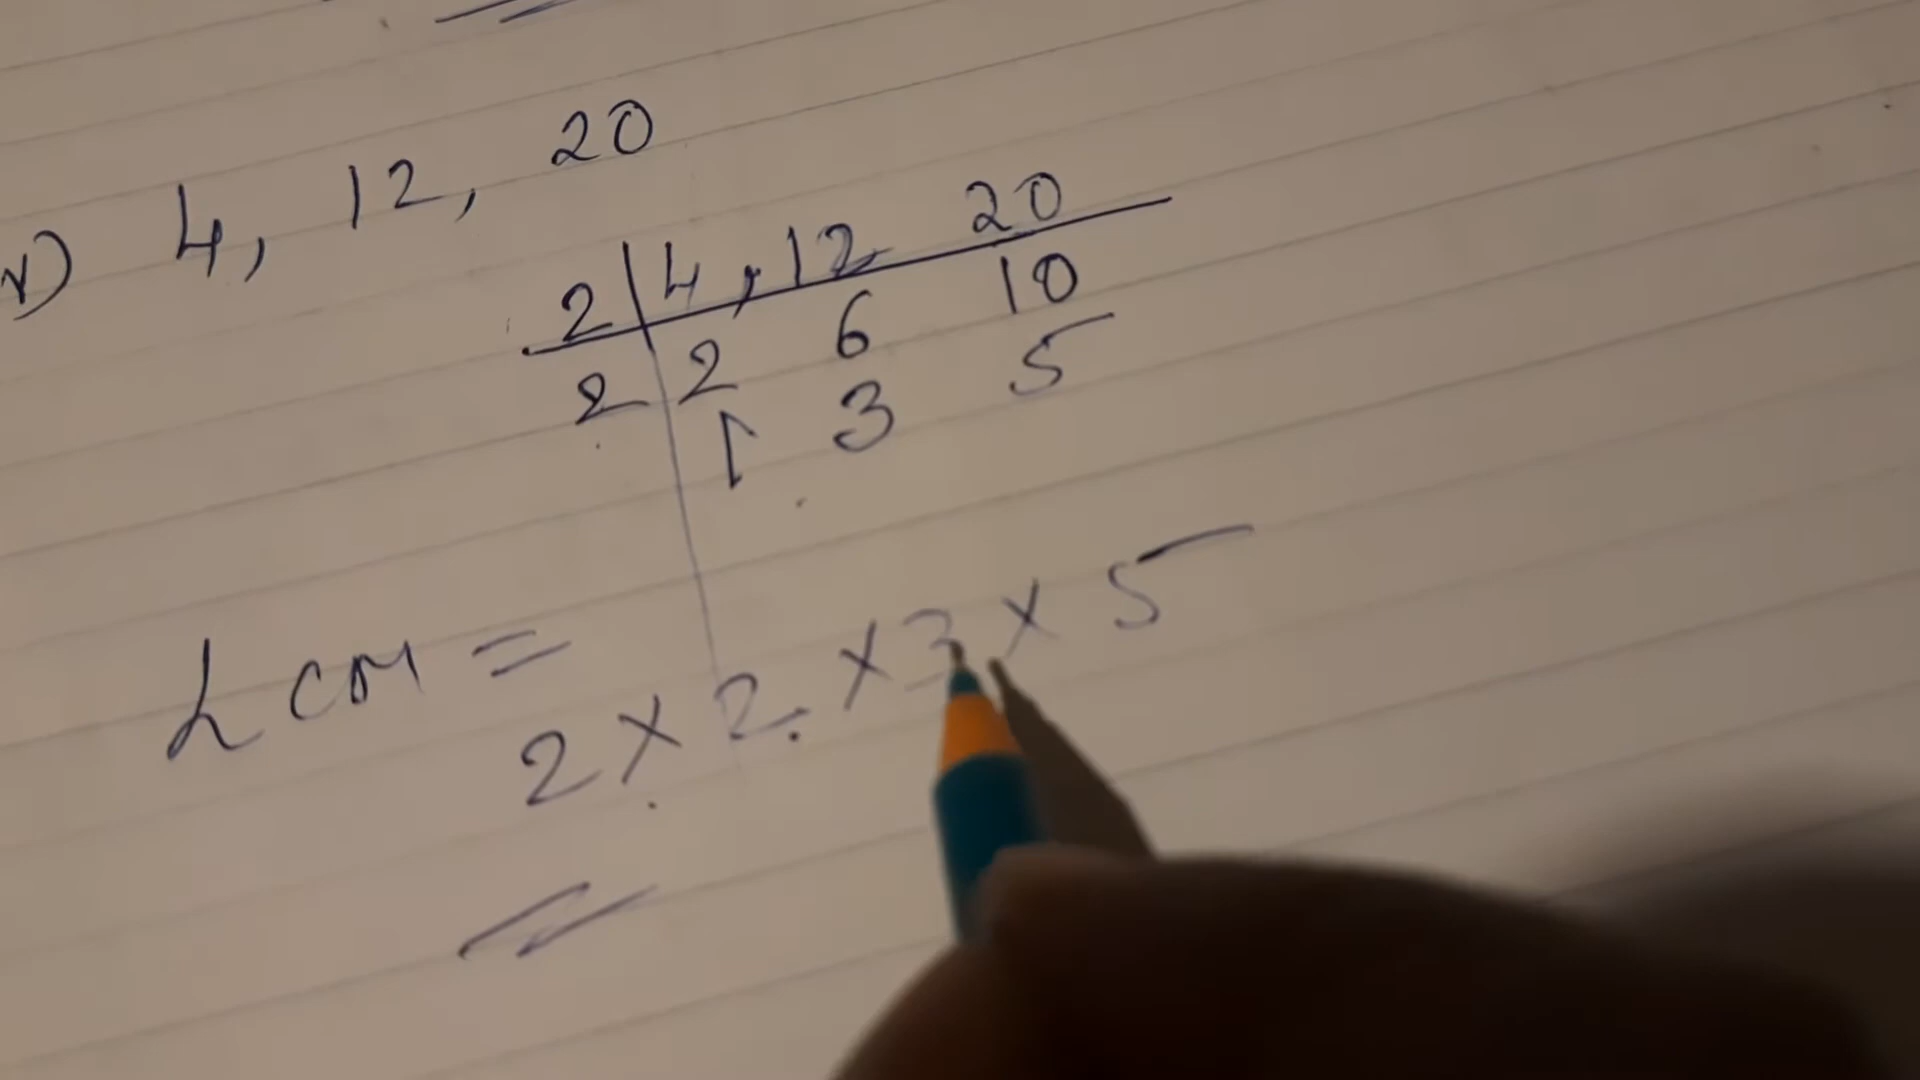 v) 4, 12, 20
2 4, 12 20
2 2 6 10
1 3 5
LCM =
2 × 2 × 3 × 5
=